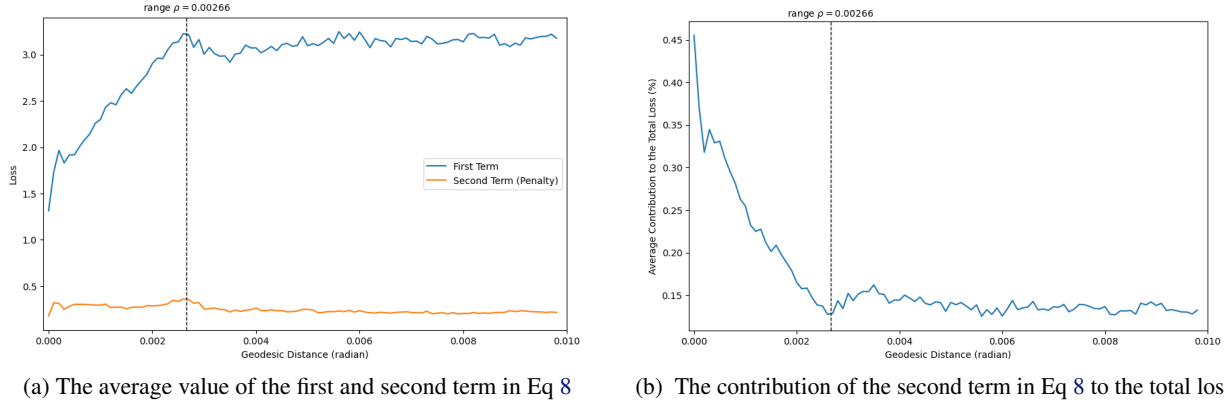 range ρ = 0.00266
3.0
2.5
2.0
1.5
1.0
0.5
Loss
First Term
Second Term (Penalty)
0.000
0.002
0.004
0.006
0.008
0.010
Geodesic Distance (radian)
(a) The average value of the first and second term in Eq 8
range ρ = 0.00266
0.45
0.40
0.35
0.30
0.25
0.20
0.15
Average Contribution to the Total Loss (%)
0.000
0.002
0.004
0.006
0.008
0.010
Geodesic Distance (radian)
(b) The contribution of the second term in Eq 8 to the total los